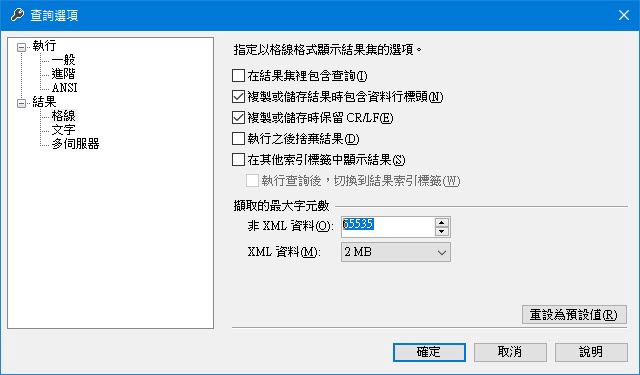 查詢選項
執行
一般
進階
ANSI
結果
格線
文字
多伺服器
指定以格線格式顯示結果集的選項。
在結果集裡包含查詢(I)
複製或儲存結果時包含資料行標頭(N)
複製或儲存時保留 CR/LF(E)
執行之後捨棄結果(D)
在其他索引標籤中顯示結果(S)
執行查詢後，切換到結果索引標籤(W)
擷取的最大字元數
非 XML 資料(O): 65535
XML 資料(M): 2 MB
重設為預設值(R)
確定 取消 說明